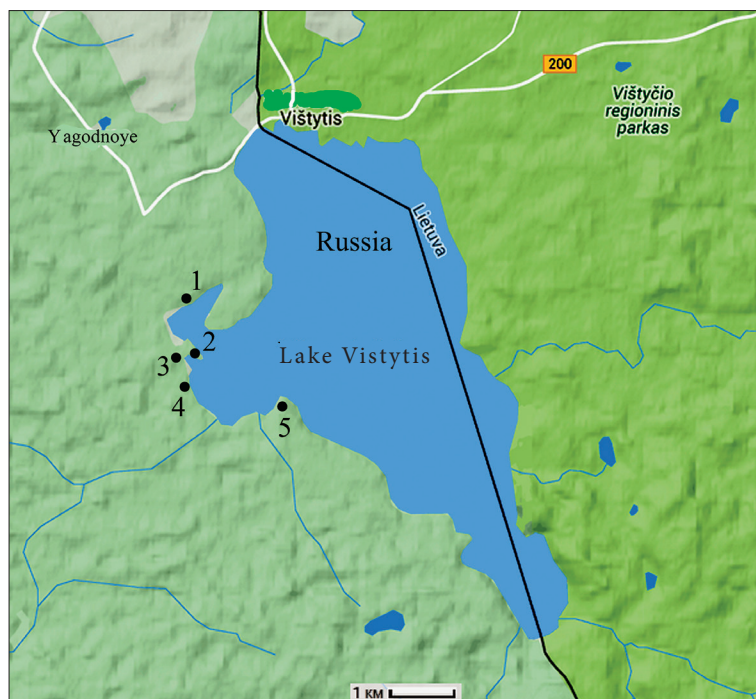 200
Vištytis
Vištyčio
regioninis
parkas
Yagodnoye
Lietuva
Russia
1
2
Lake Vistytis
3
4
5
1 КМ